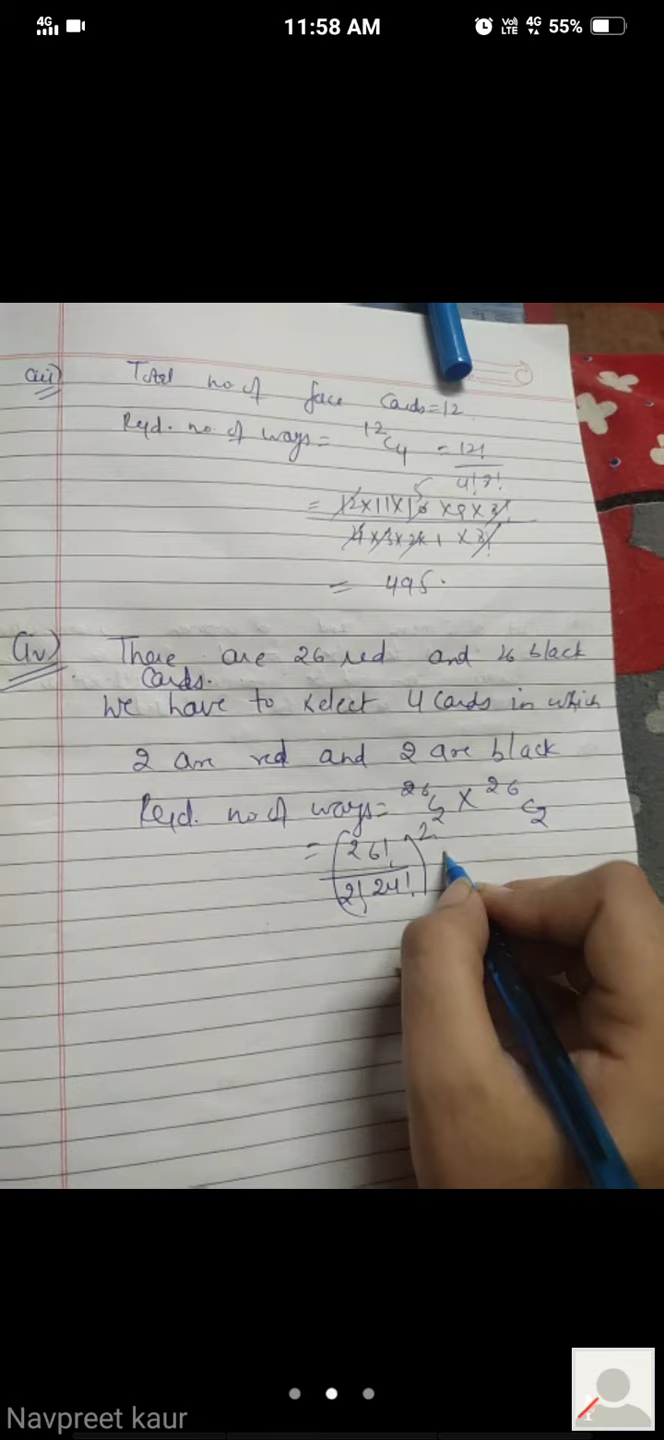 4G
11:58 AM
Vo) LTE 4G 55%
(iii) Total no of face Cards=12.
Reqd. no. of ways = ¹²C₄ = 12!
4! 8!
= 12×11×10 ×9×8!
5
4×3×2×1 ×8!
= 495.
(iv) There are 26 red and 26 black
Cards.
We have to select 4 Cards in which
2 are red and 2 are black
Reqd. no of ways= ²⁶C₂ × ²⁶C₂
= (26!
2! 24!)²
Navpreet kaur